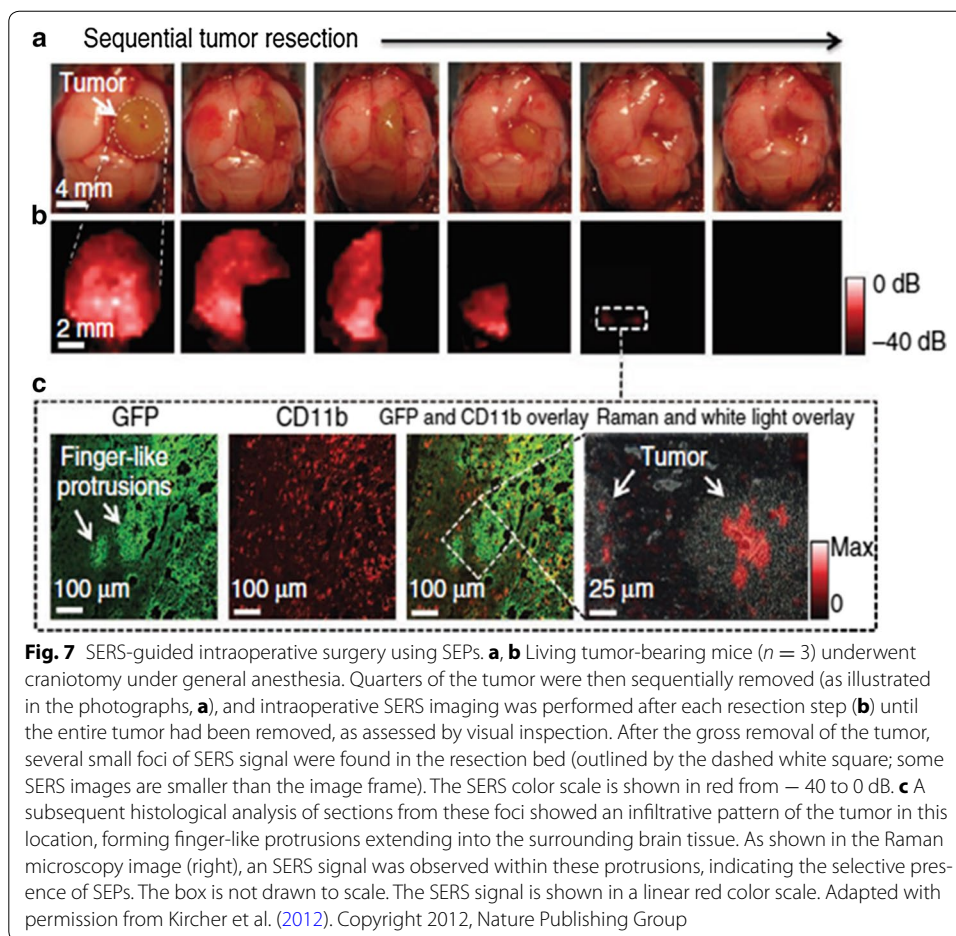 a Sequential tumor resection
Tumor
4 mm
b
2 mm
0 dB
−40 dB
c
GFP CD11b GFP and CD11b overlay Raman and white light overlay
Finger-like
protrusions
Tumor
Max
0
100 μm 100 μm 100 μm 25 μm
Fig. 7 SERS-guided intraoperative surgery using SEPs. a, b Living tumor-bearing mice (n = 3) underwent
craniotomy under general anesthesia. Quarters of the tumor were then sequentially removed (as illustrated
in the photographs, a), and intraoperative SERS imaging was performed after each resection step (b) until
the entire tumor had been removed, as assessed by visual inspection. After the gross removal of the tumor,
several small foci of SERS signal were found in the resection bed (outlined by the dashed white square; some
SERS images are smaller than the image frame). The SERS color scale is shown in red from − 40 to 0 dB. c A
subsequent histological analysis of sections from these foci showed an infiltrative pattern of the tumor in this
location, forming finger-like protrusions extending into the surrounding brain tissue. As shown in the Raman
microscopy image (right), an SERS signal was observed within these protrusions, indicating the selective pres-
ence of SEPs. The box is not drawn to scale. The SERS signal is shown in a linear red color scale. Adapted with
permission from Kircher et al. (2012). Copyright 2012, Nature Publishing Group